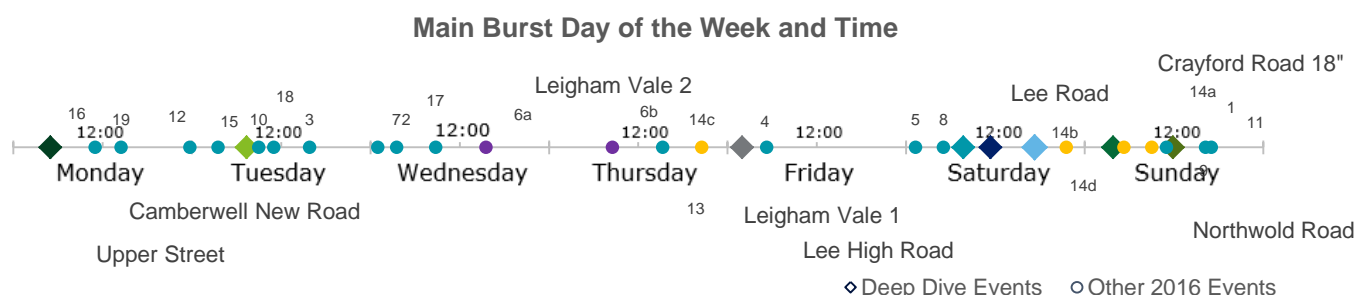 Main Burst Day of the Week and Time
Crayford Road 18"
Leigham Vale 2
Lee Road
16 19 12 15 10 18 3 72 17 6a 6b 14c 4 5 8 14b 14a 1 11
12:00 12:00 12:00 12:00 12:00 12:00 12:00
Monday Tuesday Wednesday Thursday Friday Saturday Sunday
9
14d
13
Camberwell New Road
Leigham Vale 1
Northwold Road
Upper Street
Lee High Road
Deep Dive Events Other 2016 Events